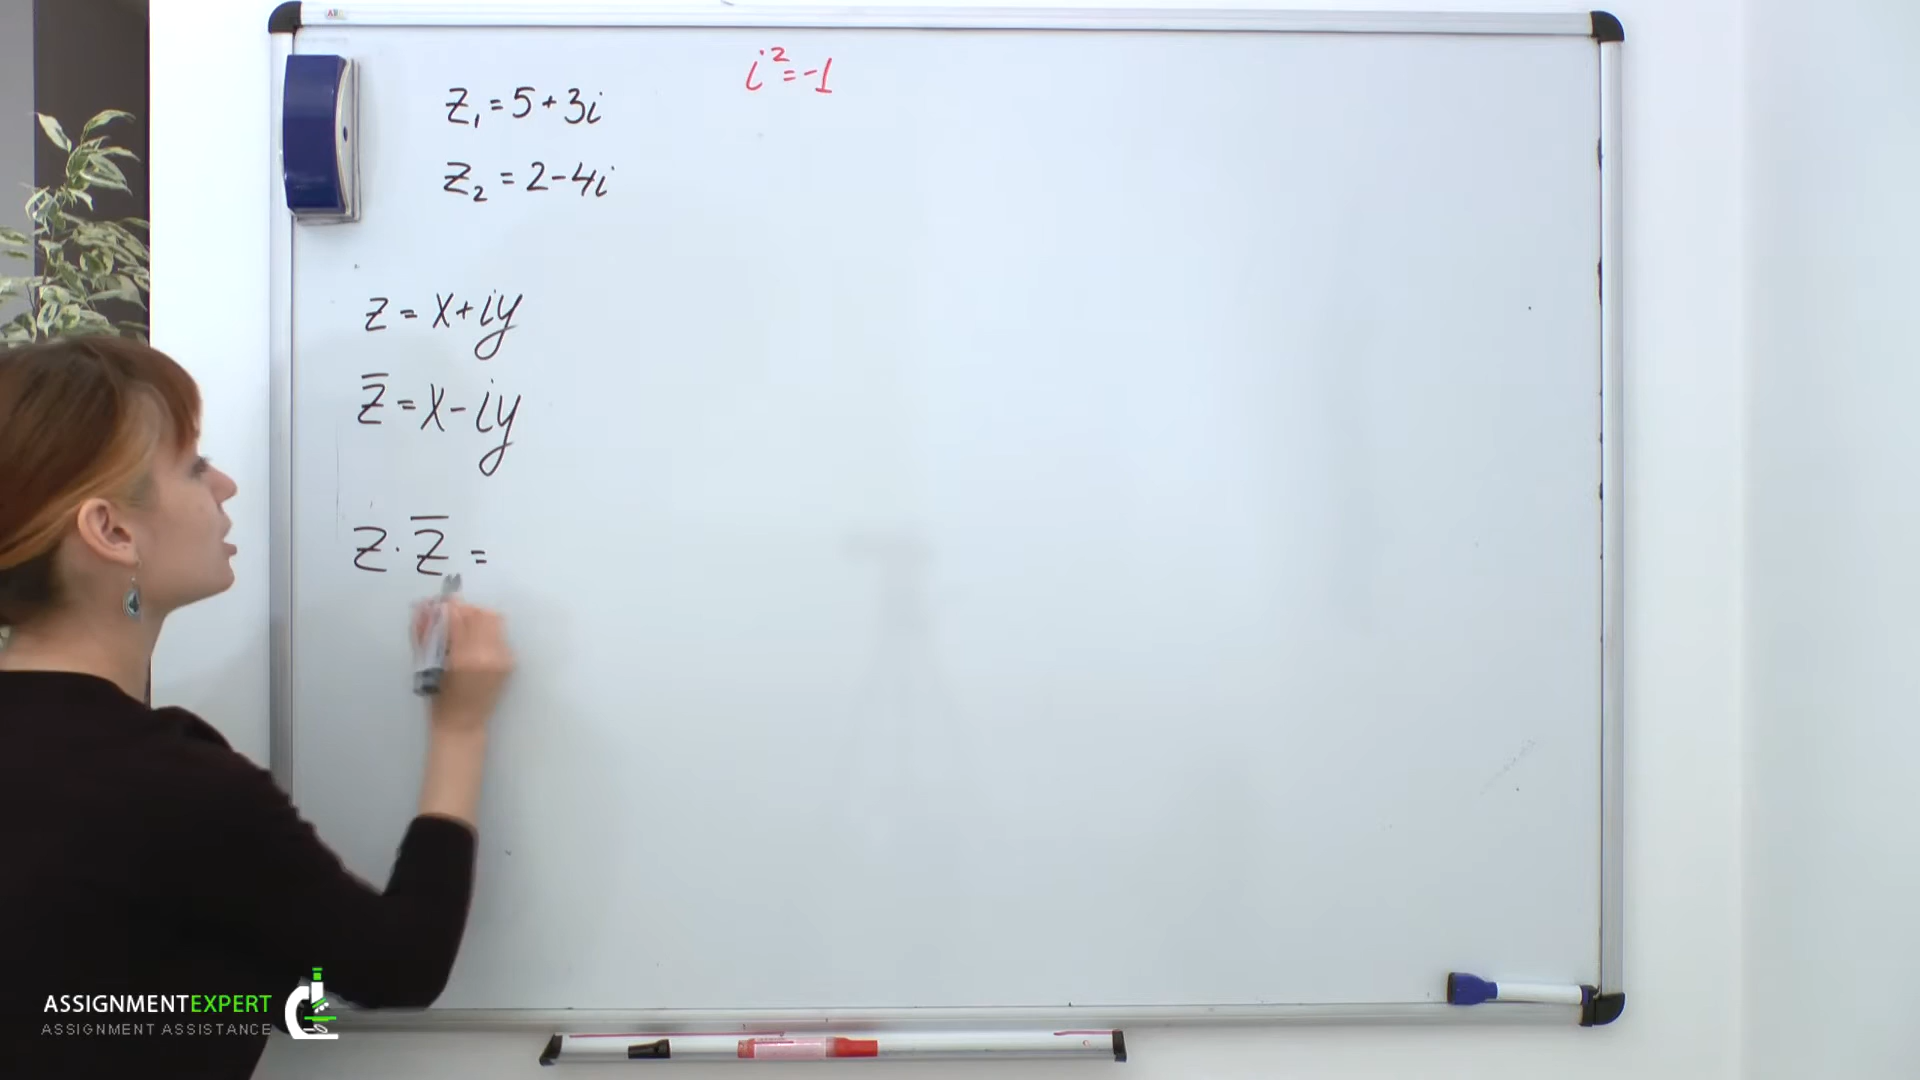 i²=-1
z₁=5+3i
z₂=2-4i
z=x+iy
z̅=x-iy
z·z̅=
ASSIGNMENTEXPERT
ASSIGNMENT ASSISTANCE